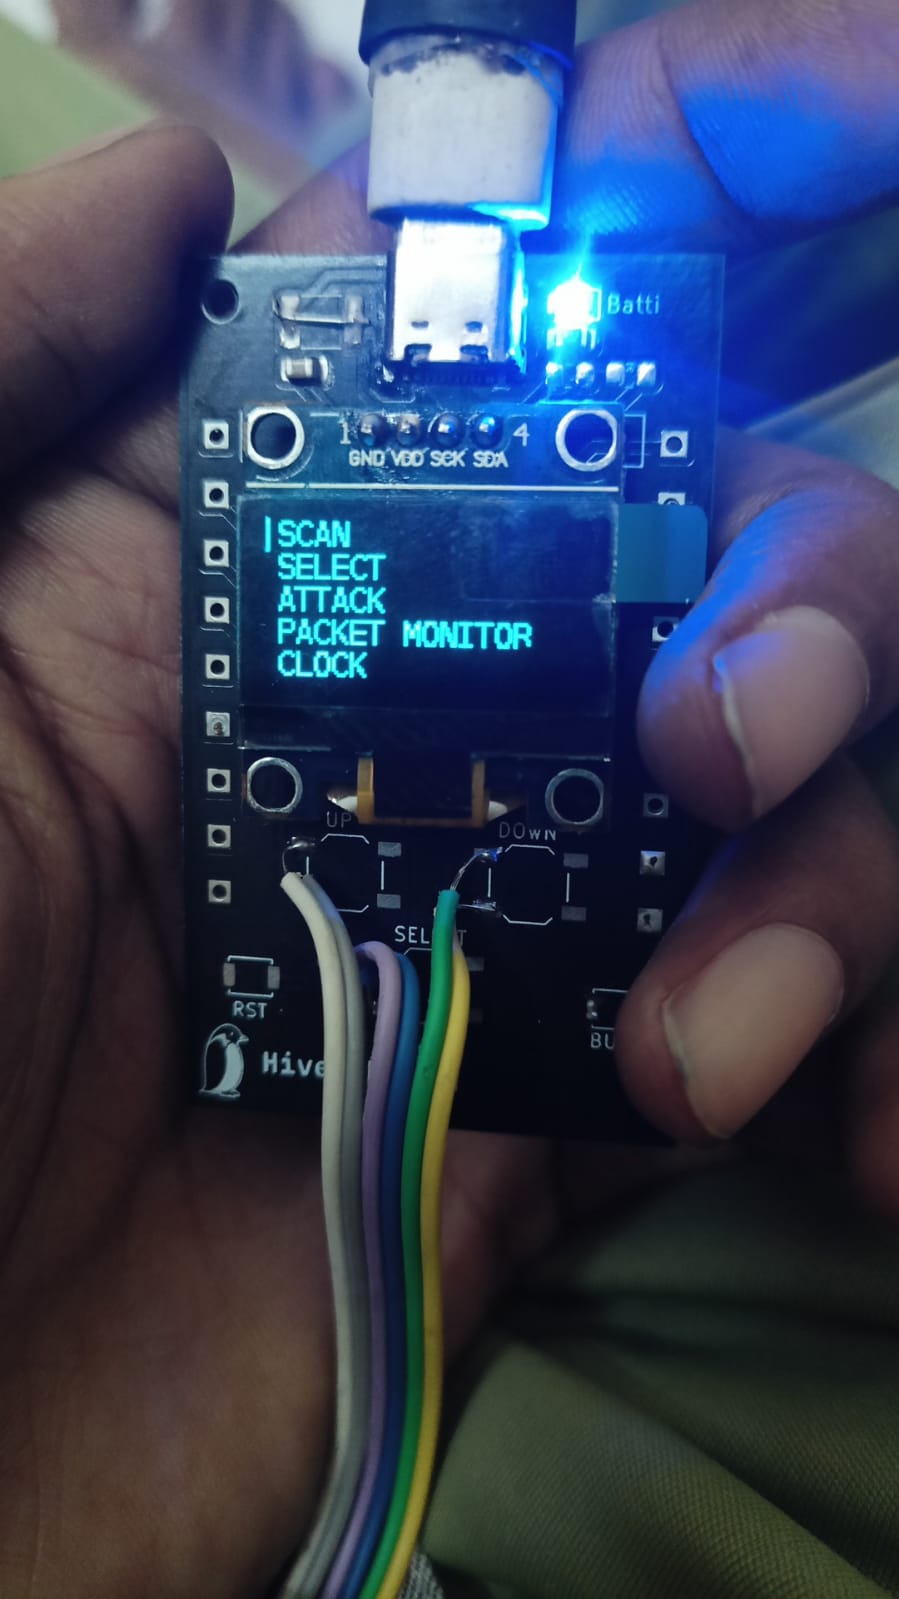 Batti
1 4
GND VDD SCK SDA
SCAN
SELECT
ATTACK
PACKET MONITOR
CLOCK
UP
DOWN
RST
Hive